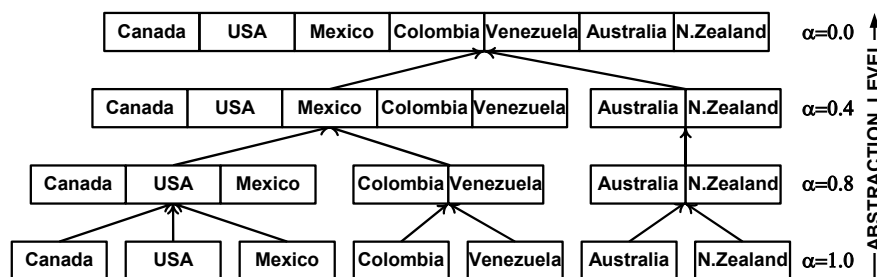 Canada USA Mexico Colombia Venezuela Australia N.Zealand α=0.0
Canada USA Mexico Colombia Venezuela Australia N.Zealand α=0.4
Canada USA Mexico Colombia Venezuela Australia N.Zealand α=0.8
Canada USA Mexico Colombia Venezuela Australia N.Zealand α=1.0
ABSTRACTION LEVEL